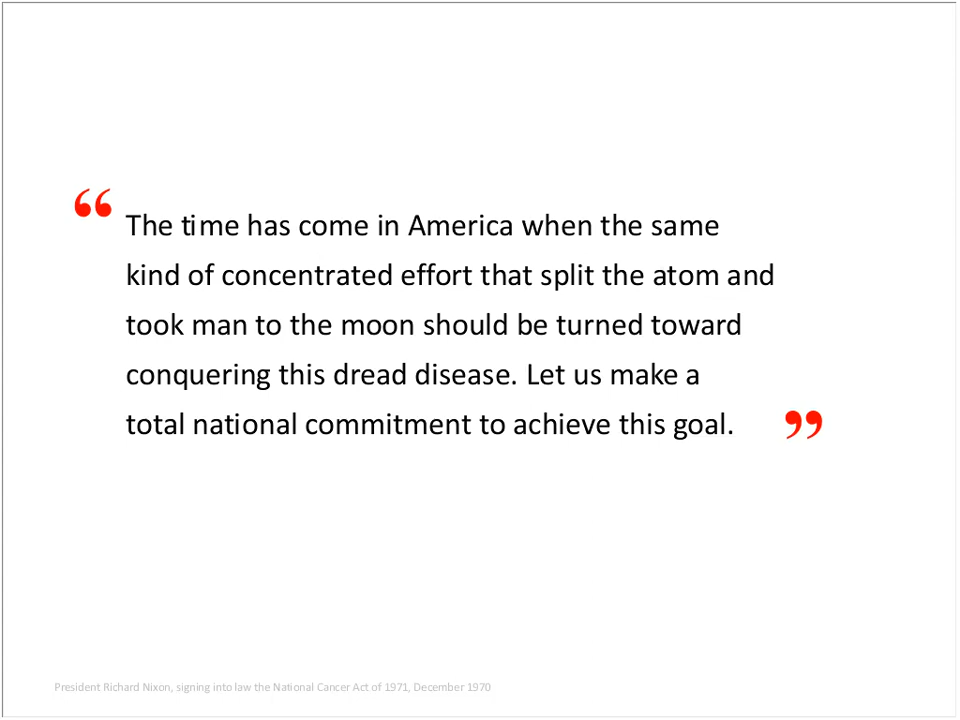 “ The time has come in America when the same
kind of concentrated effort that split the atom and
took man to the moon should be turned toward
conquering this dread disease. Let us make a
total national commitment to achieve this goal. ”
President Richard Nixon, signing into law the National Cancer Act of 1971, December 1970